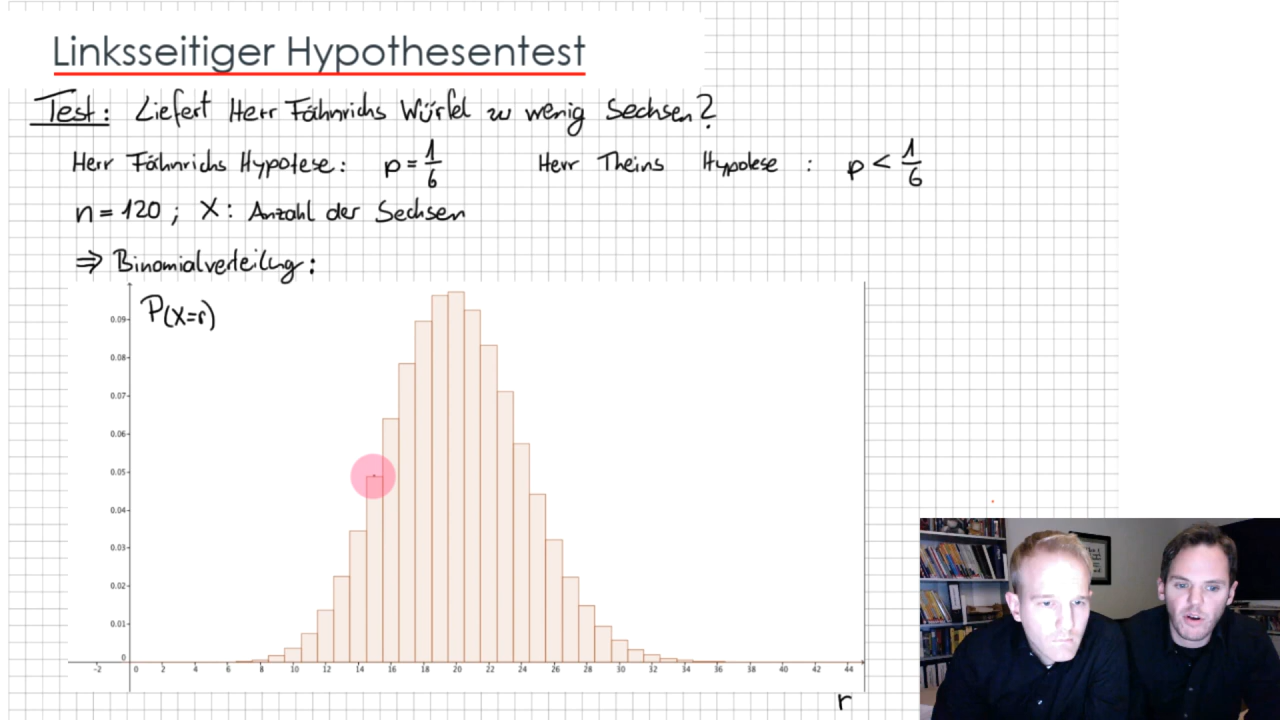 Linksseitiger Hypothesentest
Test: Liefert Herr Fähnrichs Würfel zu wenig Sechsen?
Herr Fähnrichs Hypotese: p = 1/6 Herr Theins Hypotese : p < 1/6
n = 120 ; X : Anzahl der Sechsen
⇒ Binomialverteilung:
P(X=r)
0.09
0.08
0.07
0.06
0.05
0.04
0.03
0.02
0.01
0
-2 0 2 4 6 8 10 12 14 16 18 20 22 24 26 28 30 32 34 36 38 40 42 44
r